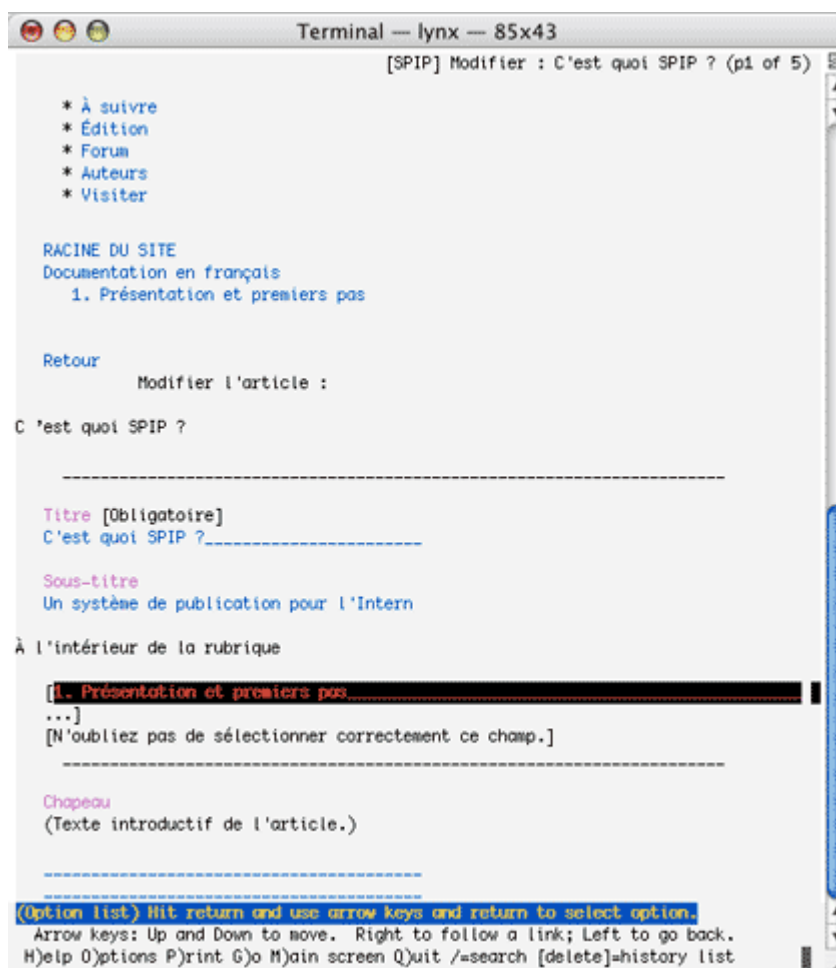 Terminal — lynx — 85x43
[SPIP] Modifier : C'est quoi SPIP ? (p1 of 5)
* À suivre
* Édition
* Forum
* Auteurs
* Visiter
RACINE DU SITE
Documentation en français
1. Présentation et premiers pas
Retour
Modifier l'article :
C 'est quoi SPIP ?
Titre [Obligatoire]
C'est quoi SPIP ?_______________________
Sous-titre
Un système de publication pour l'Intern
À l'intérieur de la rubrique
[1. Présentation et premiers pas________________________________________________
...]
[N'oubliez pas de sélectionner correctement ce champ.]
Chapeau
(Texte introductif de l'article.)
(Option list) Hit return and use arrow keys and return to select option.
Arrow keys: Up and Down to move. Right to follow a link; Left to go back.
H)elp O)ptions P)rint G)o M)ain screen Q)uit /=search [delete]=history list